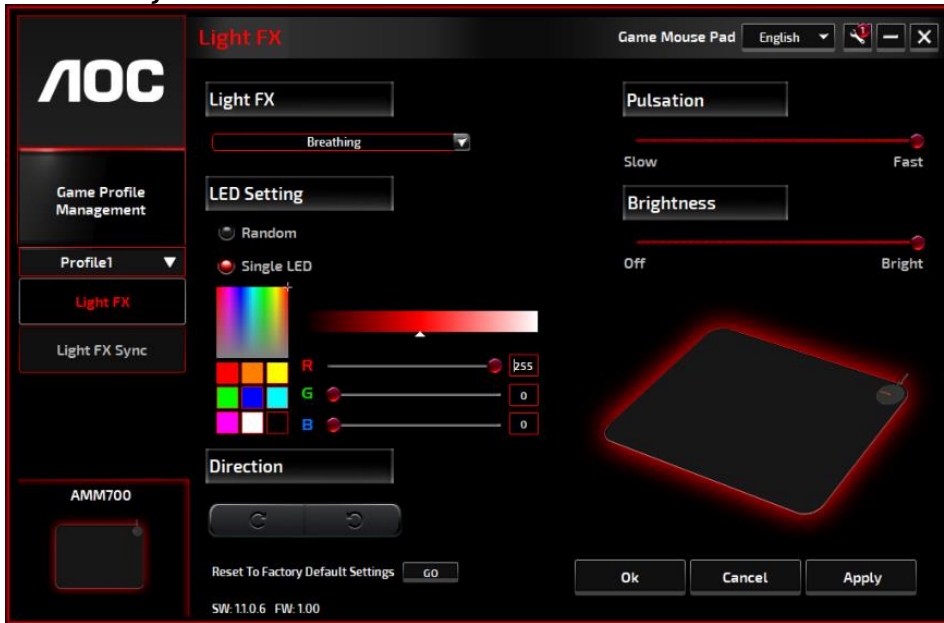 Light FX
Game Mouse Pad English 1
AOC
Game Profile
Management
Profile1
Light FX
Light FX Sync
AMM700
Light FX
Breathing
LED Setting
Random
Single LED
R 255
G 0
B 0
Direction
Reset To Factory Default Settings GO
SW: 1.1.0.6 FW: 1.00
Pulsation
Slow Fast
Brightness
Off Bright
Ok Cancel Apply